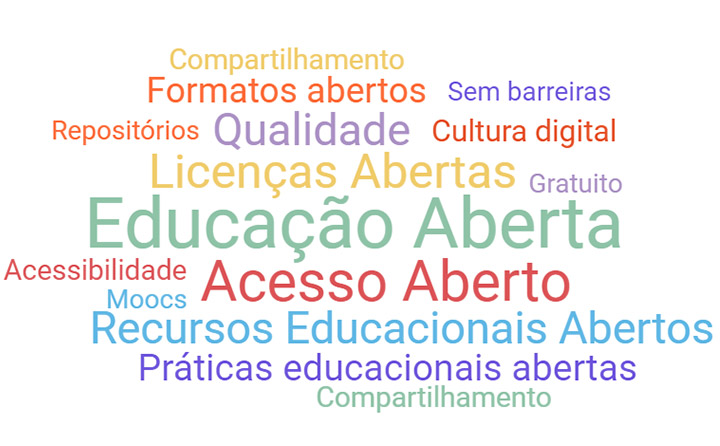 Compartilhamento
Formatos abertos Sem barreiras
Repositórios Qualidade Cultura digital
Licenças Abertas Gratuito
Educação Aberta
Acessibilidade Acesso Aberto
Moocs
Recursos Educacionais Abertos
Práticas educacionais abertas
Compartilhamento